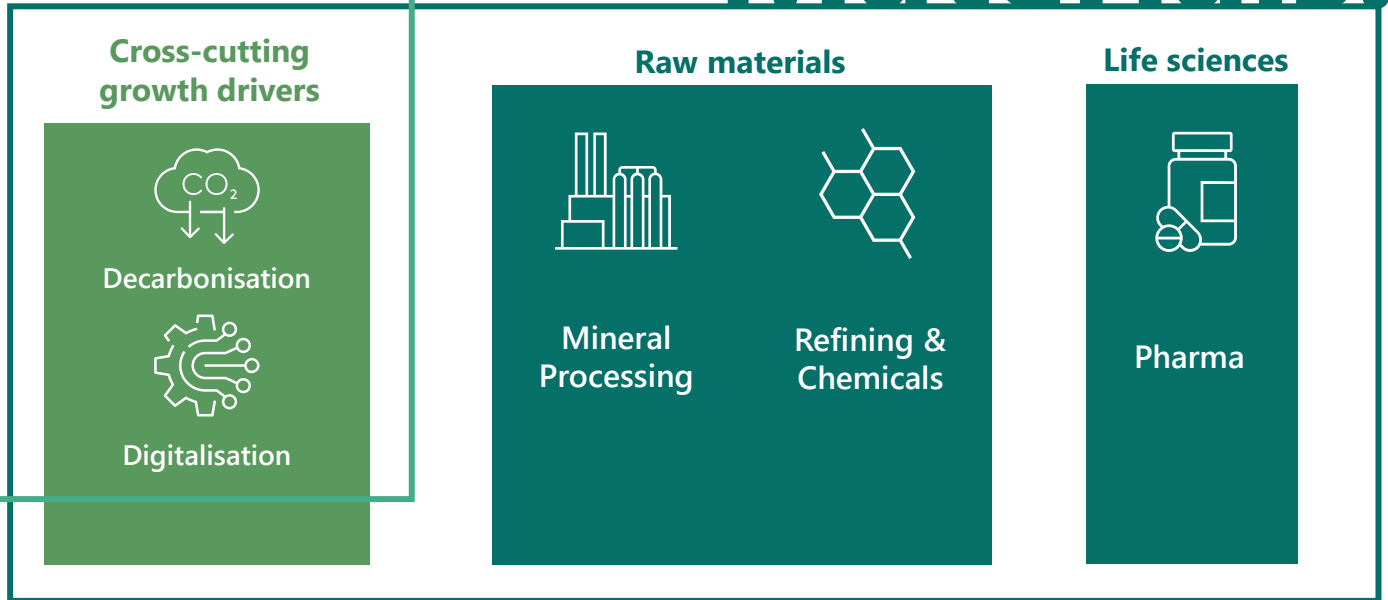 Cross-cutting
growth drivers
CO₂
Decarbonisation
Digitalisation
Raw materials
Mineral
Processing
Refining &
Chemicals
Life sciences
Pharma